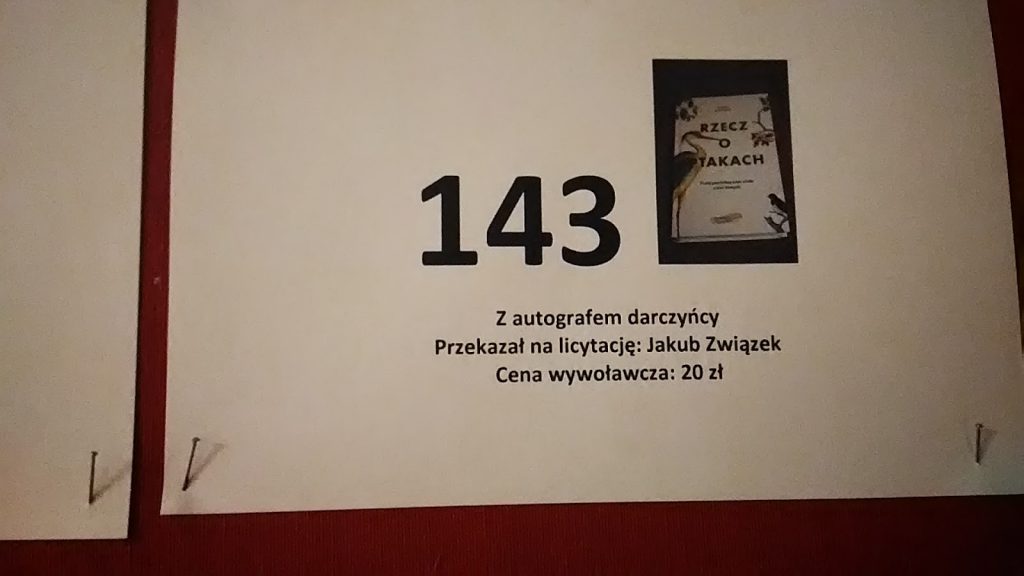 143
RZECZ
O
PTAKACH
Z autografem darczyńcy
Przekazał na licytację: Jakub Związek
Cena wywoławcza: 20 zł